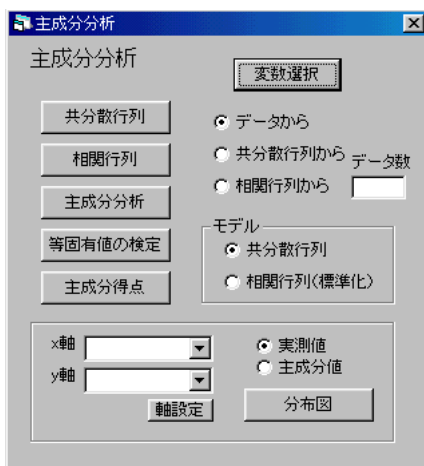 主成分分析
主成分分析
変数選択
共分散行列
相関行列
主成分分析
等固有値の検定
主成分得点
データから
共分散行列から
データ数
相関行列から
モデル
共分散行列
相関行列(標準化)
x軸
y軸
軸設定
実測値
主成分値
分布図